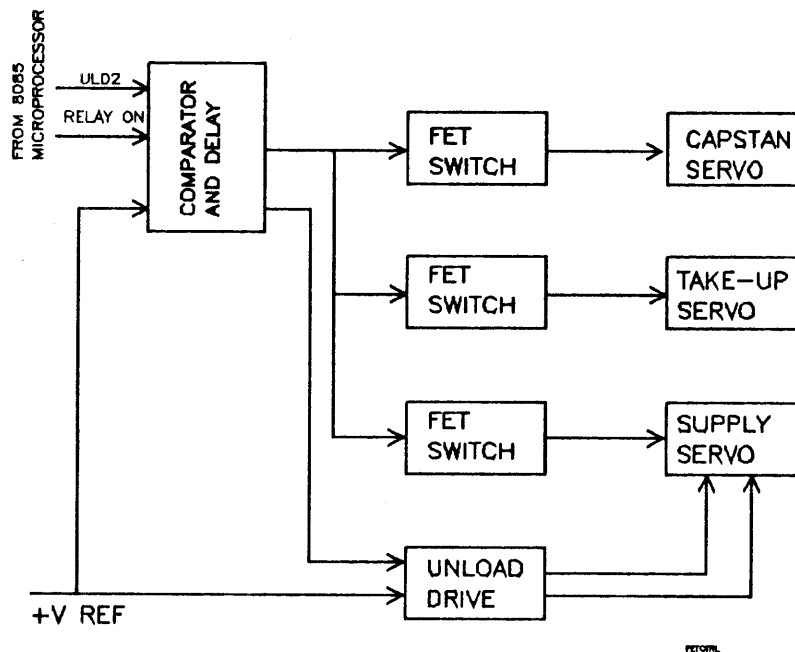 FROM 8085
MICROPROCESSOR
ULD2
RELAY ON
COMPARATOR
AND DELAY
FET
SWITCH
CAPSTAN
SERVO
FET
SWITCH
TAKE-UP
SERVO
FET
SWITCH
SUPPLY
SERVO
UNLOAD
DRIVE
+V REF